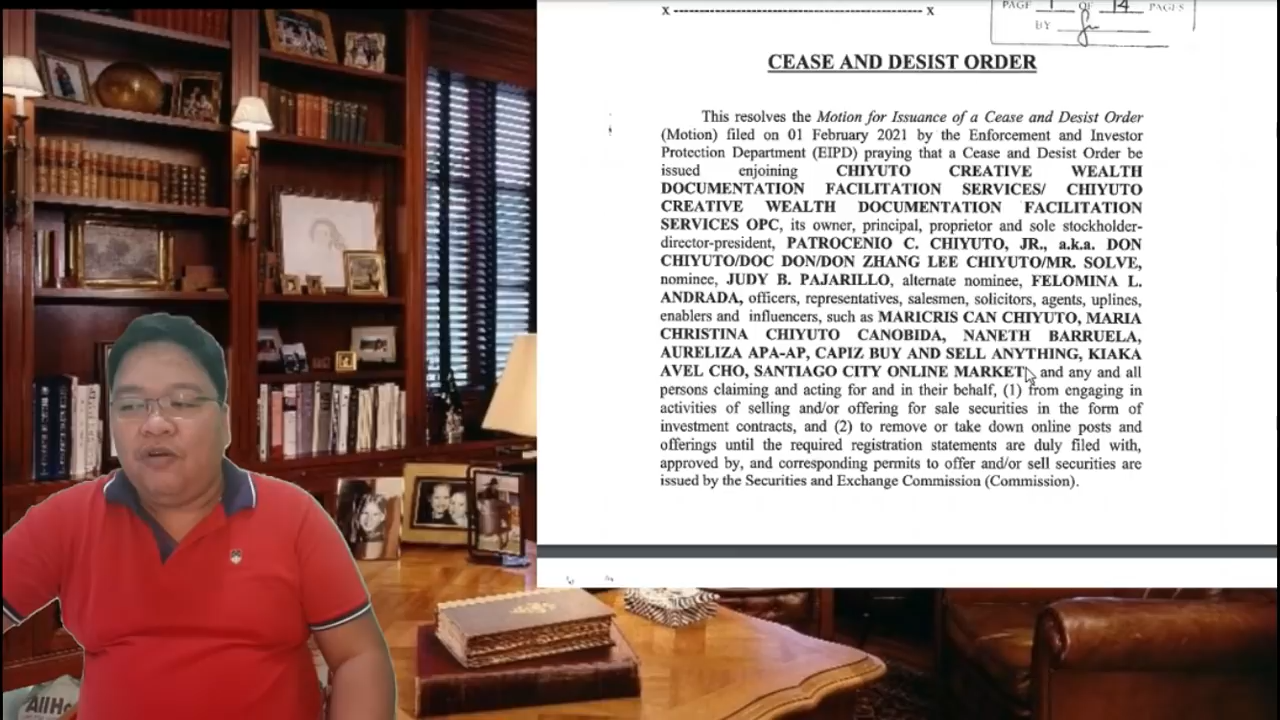 PAGE 1 OF 14 PAGES
x ------------------------------------------------ x
BY
CEASE AND DESIST ORDER
This resolves the Motion for Issuance of a Cease and Desist Order
(Motion) filed on 01 February 2021 by the Enforcement and Investor
Protection Department (EIPD) praying that a Cease and Desist Order be
issued enjoining CHIYUTO CREATIVE WEALTH
DOCUMENTATION FACILITATION SERVICES/ CHIYUTO
CREATIVE WEALTH DOCUMENTATION FACILITATION
SERVICES OPC, its owner, principal, proprietor and sole stockholder-
director-president, PATROCENIO C. CHIYUTO, JR., a.k.a. DON
CHIYUTO/DOC DON/DON ZHANG LEE CHIYUTO/MR. SOLVE,
nominee, JUDY B. PAJARILLO, alternate nominee, FELOMINA L.
ANDRADA, officers, representatives, salesmen, solicitors, agents, uplines,
enablers and influencers, such as MARICRIS CAN CHIYUTO, MARIA
CHRISTINA CHIYUTO CANOBIDA, NANETH BARRUELA,
AURELIZA APA-AP, CAPIZ BUY AND SELL ANYTHING, KIAKA
AVEL CHO, SANTIAGO CITY ONLINE MARKET, and any and all
persons claiming and acting for and in their behalf, (1) from engaging in
activities of selling and/or offering for sale securities in the form of
investment contracts, and (2) to remove or take down online posts and
offerings until the required registration statements are duly filed with,
approved by, and corresponding permits to offer and/or sell securities are
issued by the Securities and Exchange Commission (Commission).
AllHo